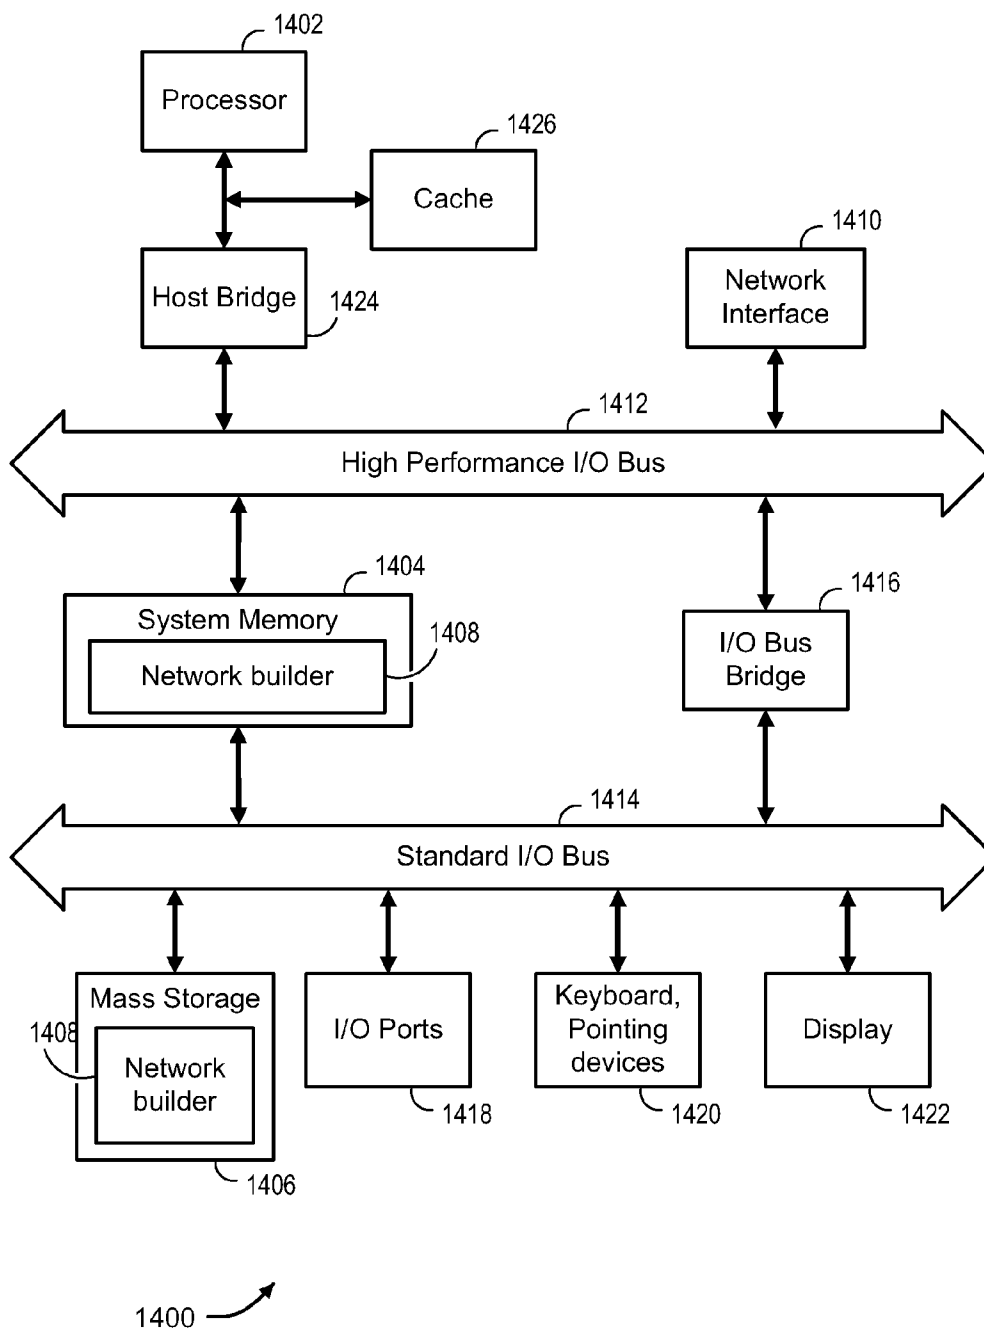 1402
Processor
1426
Cache
1410
Host Bridge
1424
Network
Interface
1412
High Performance I/O Bus
1404
System Memory
1408
Network builder
1416
I/O Bus
Bridge
1414
Standard I/O Bus
Mass Storage
1408
Network
builder
1406
I/O Ports
1418
Keyboard,
Pointing
devices
1420
Display
1422
1400